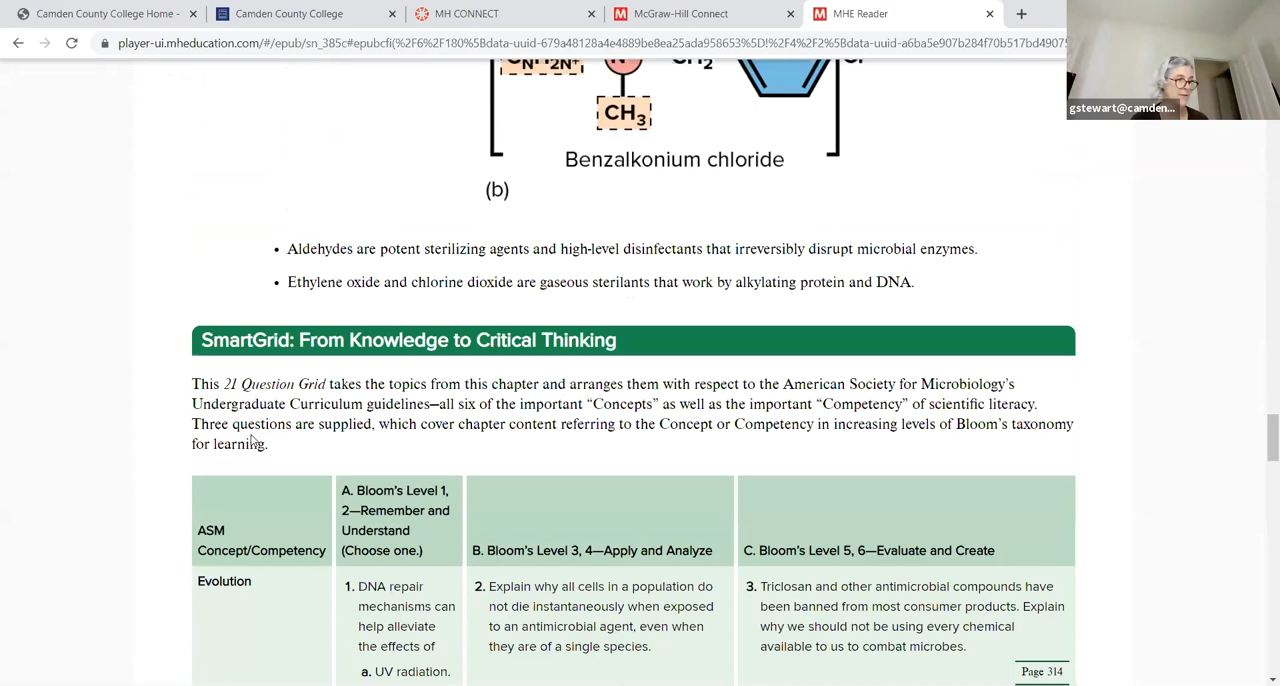 Camden County College Home -
Camden County College
MH CONNECT
McGraw-Hill Connect
MHE Reader
player-ui.mheducation.com/#/epub/sn_385c#epubcfi(%2F6%2F180%5Bdata-uuid-679a48128a4e4889be8ea25ada958653%5D!%2F4%2F2%5Bdata-uuid-a6ba5e907b284f70b517bd4907
gstewart@camden...
CH3
Benzalkonium chloride
(b)
• Aldehydes are potent sterilizing agents and high-level disinfectants that irreversibly disrupt microbial enzymes.
• Ethylene oxide and chlorine dioxide are gaseous sterilants that work by alkylating protein and DNA.
SmartGrid: From Knowledge to Critical Thinking
This 21 Question Grid takes the topics from this chapter and arranges them with respect to the American Society for Microbiology's
Undergraduate Curriculum guidelines—all six of the important “Concepts” as well as the important “Competency” of scientific literacy.
Three questions are supplied, which cover chapter content referring to the Concept or Competency in increasing levels of Bloom's taxonomy
for learning.
ASM
Concept/Competency
A. Bloom's Level 1,
2—Remember and
Understand
(Choose one.)
B. Bloom's Level 3, 4—Apply and Analyze
C. Bloom's Level 5, 6—Evaluate and Create
Evolution
1. DNA repair
mechanisms can
help alleviate
the effects of
a. UV radiation.
2. Explain why all cells in a population do
not die instantaneously when exposed
to an antimicrobial agent, even when
they are of a single species.
3. Triclosan and other antimicrobial compounds have
been banned from most consumer products. Explain
why we should not be using every chemical
available to us to combat microbes.
Page 314